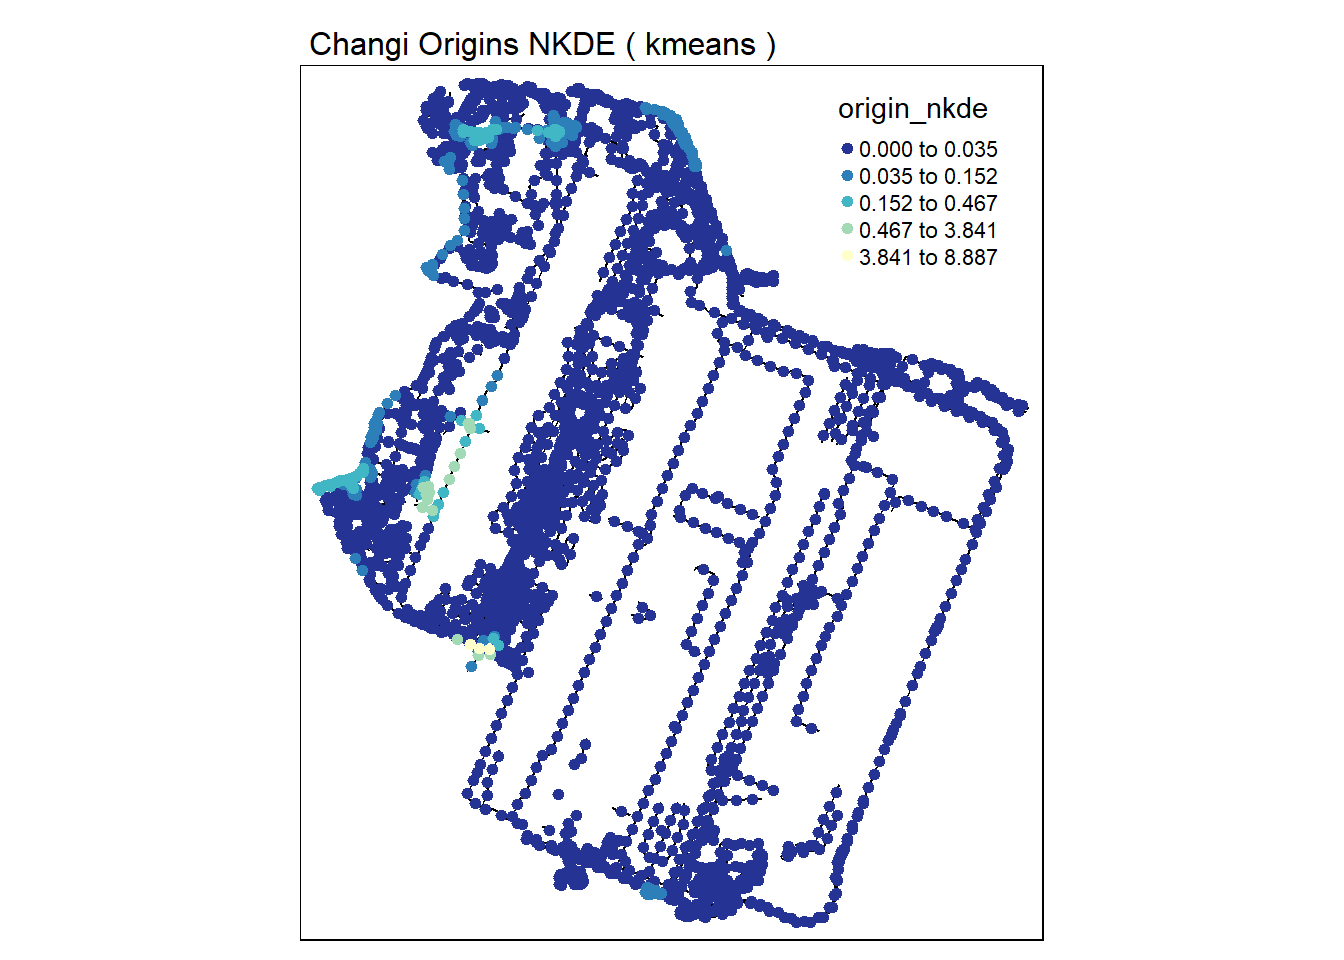 Changi Origins NKDE ( kmeans )
origin_nkde
0.000 to 0.035
0.035 to 0.152
0.152 to 0.467
0.467 to 3.841
3.841 to 8.887